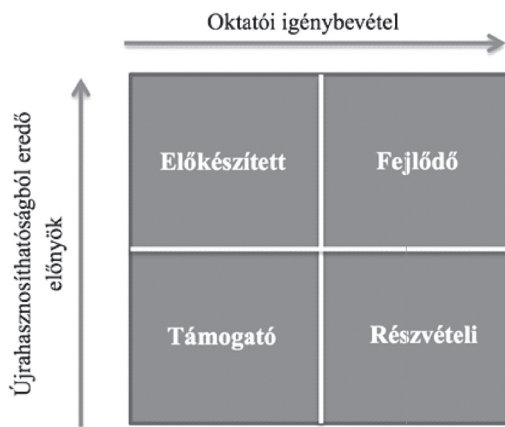 Oktatói igénybevétel
Újrahasznosíthatóságból eredő
előnyök
Előkészített
Fejlődő
Támogató
Részvételi